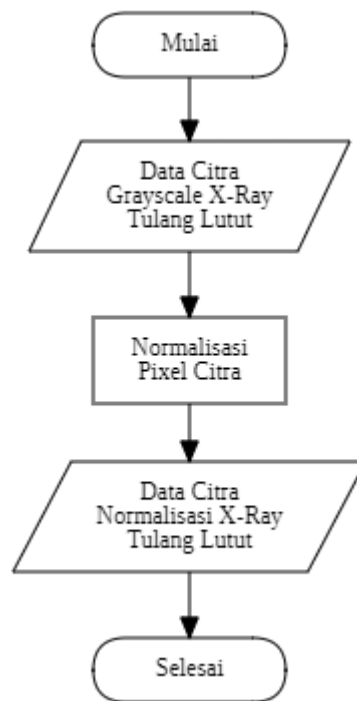 Mulai
Data Citra
Grayscale X-Ray
Tulang Lutut
Normalisasi
Pixel Citra
Data Citra
Normalisasi X-Ray
Tulang Lutut
Selesai